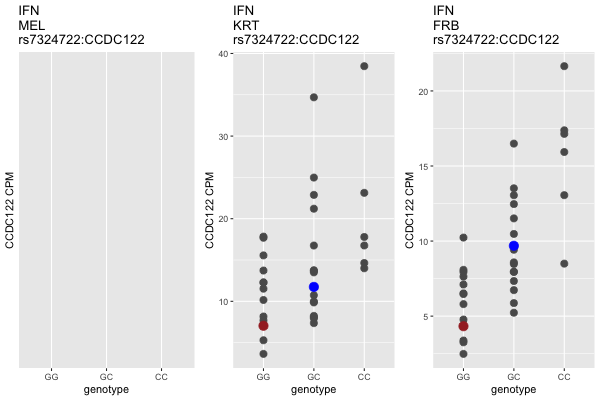 IFN
MEL
rs7324722:CCDC122
CCDC122 CPM
GG GC CC
genotype
IFN
KRT
rs7324722:CCDC122
CCDC122 CPM
40
30
20
10
GG GC CC
genotype
IFN
FRB
rs7324722:CCDC122
CCDC122 CPM
20
15
10
5
GG GC CC
genotype